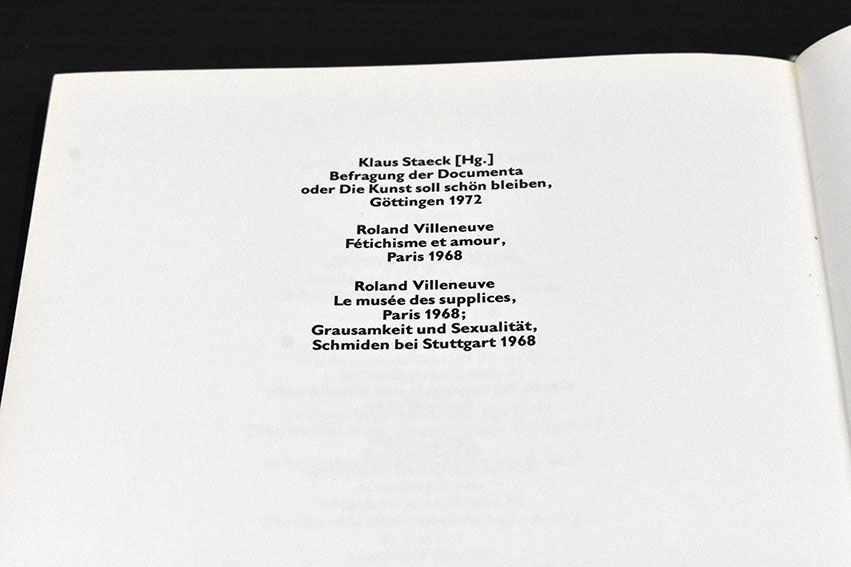 Klaus Staeck [Hg.]
Befragung der Documenta
oder Die Kunst soll schön bleiben,
Göttingen 1972
Roland Villeneuve
Fétichisme et amour,
Paris 1968
Roland Villeneuve
Le musée des supplices,
Paris 1968;
Grausamkeit und Sexualität,
Schmiden bei Stuttgart 1968